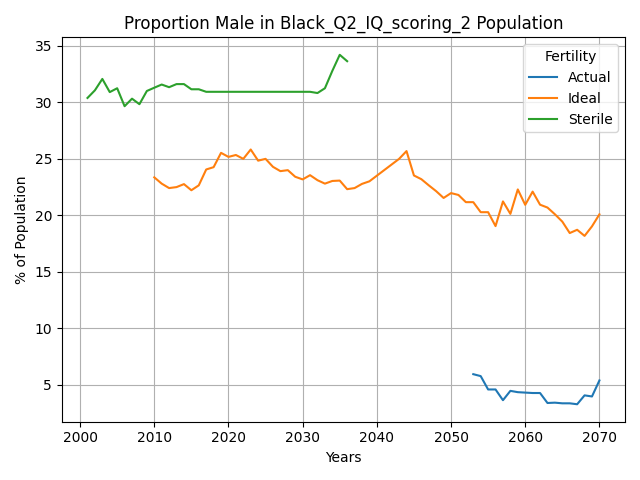 Proportion Male in Black_Q2_IQ_scoring_2 Population
Fertility
Actual
Ideal
Sterile
% of Population
35
30
25
20
15
10
5
2000 2010 2020 2030 2040 2050 2060 2070
Years